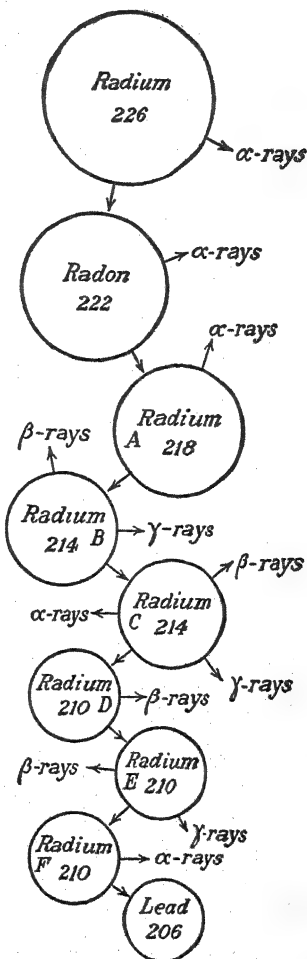 Radium
226
α-rays
Radon
222
α-rays
α-rays
Radium
A 218
β-rays
Radium
214 B
γ-rays
β-rays
α-rays
Radium
C 214
γ-rays
Radium
210 D
β-rays
β-rays
Radium
E 210
γ-rays
Radium
F 210
α-rays
Lead
206